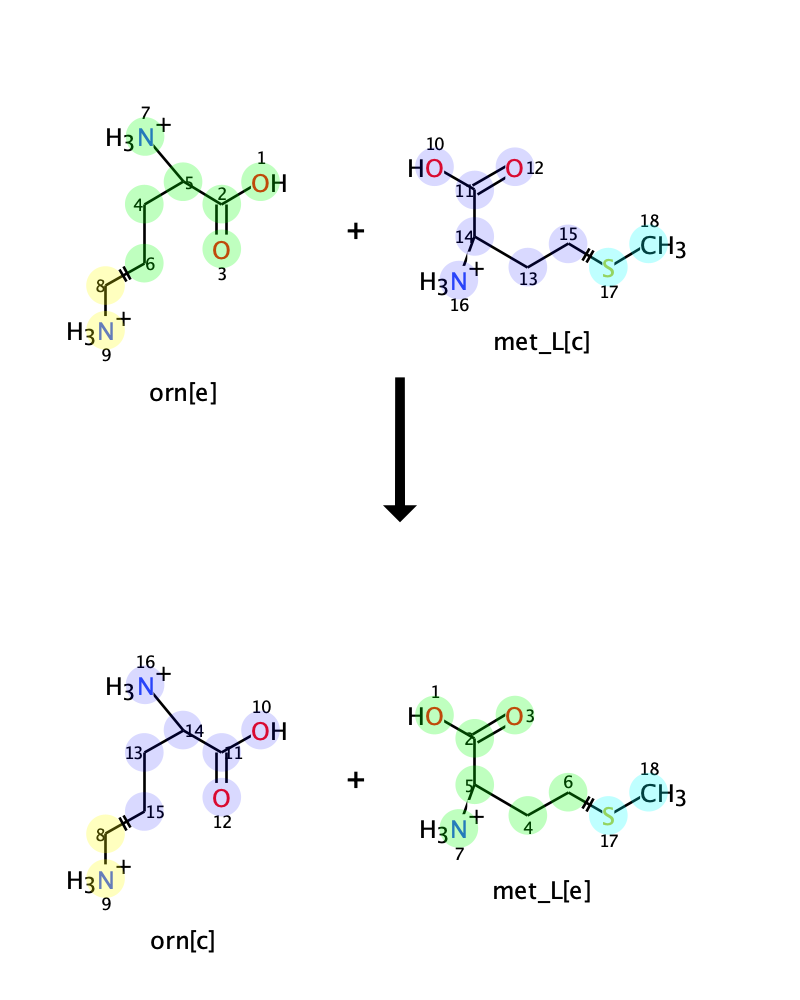 7
H3N+
1
OH
5
2
4
O
3
6
8
H3N+
9
orn[e]
+
10
HO
O 12
11
14
15
18
CH3
S
17
13
H3N+
16
met_L[c]
16
H3N+
10
OH
14
11
13
O
12
15
8
H3N+
9
orn[c]
+
1
HO
O 3
2
5
6
18
CH3
S
17
4
H3N+
7
met_L[e]